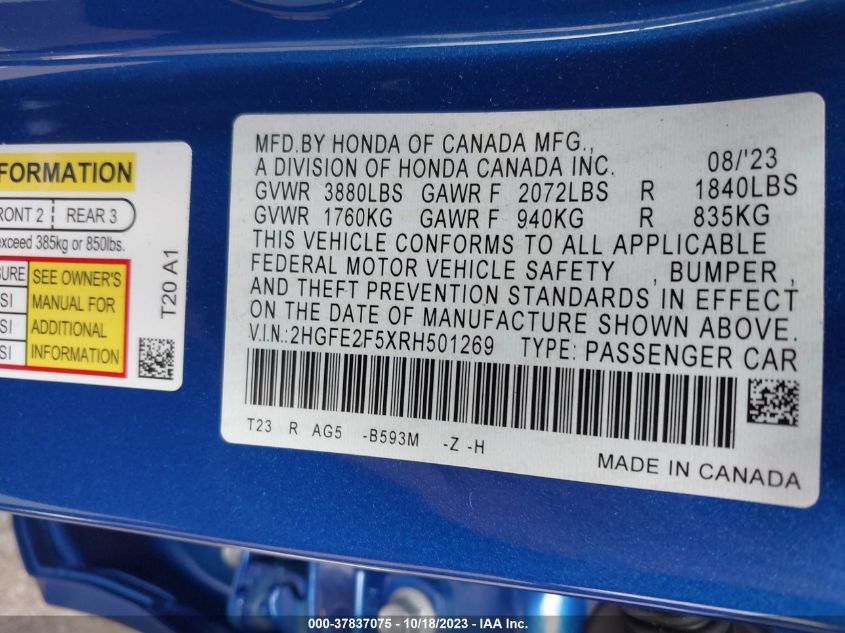 FORMATION
RONT 2 | REAR 3
exceed 385kg or 850lbs.
SURE
SI
SI
SI
SEE OWNER'S
MANUAL FOR
ADDITIONAL
INFORMATION
T20 A1
MFD.BY HONDA OF CANADA MFG.,
A DIVISION OF HONDA CANADA INC. 08/'23
GVWR 3880LBS GAWR F 2072LBS R 1840LBS
GVWR 1760KG GAWR F 940KG R 835KG
THIS VEHICLE CONFORMS TO ALL APPLICABLE
FEDERAL MOTOR VEHICLE SAFETY , BUMPER ,
AND THEFT PREVENTION STANDARDS IN EFFECT
ON THE DATE OF MANUFACTURE SHOWN ABOVE.
V.I.N.:2HGFE2F5XRH501269 TYPE: PASSENGER CAR
T23 R AG5 -B593M -Z -H
MADE IN CANADA
000-37837075 - 10/18/2023 - IAA Inc.